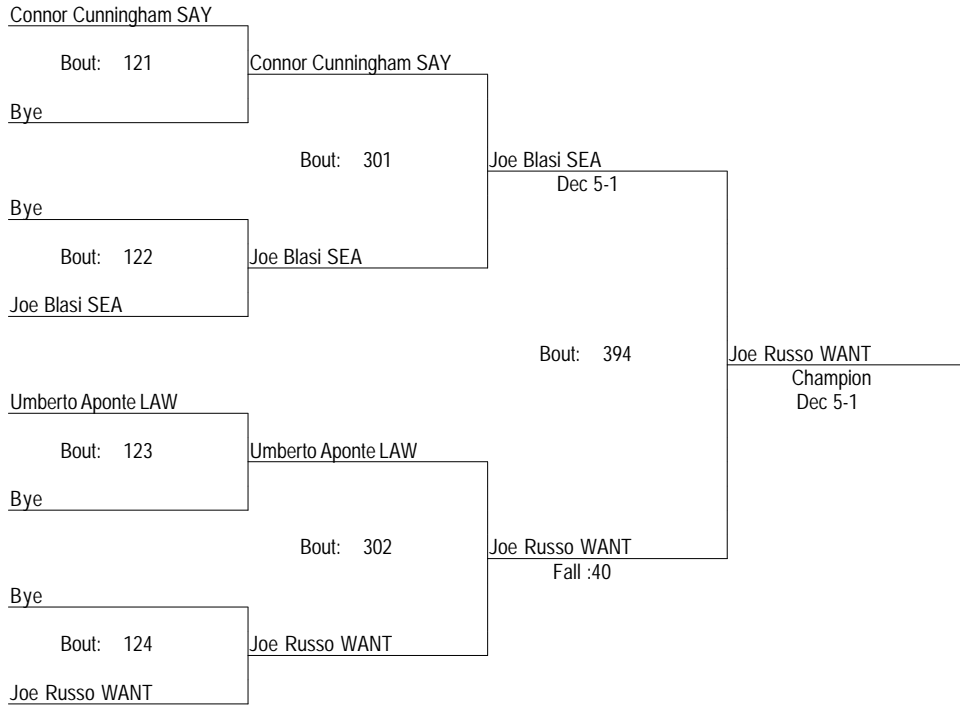 Connor Cunningham SAY
Bout: 121
Connor Cunningham SAY
Bye
Bout: 301
Joe Blasi SEA
Dec 5-1
Bye
Bout: 122
Joe Blasi SEA
Joe Blasi SEA
Bout: 394
Joe Russo WANT
Champion
Dec 5-1
Umberto Aponte LAW
Bout: 123
Umberto Aponte LAW
Bye
Bout: 302
Joe Russo WANT
Fall :40
Bye
Bout: 124
Joe Russo WANT
Joe Russo WANT